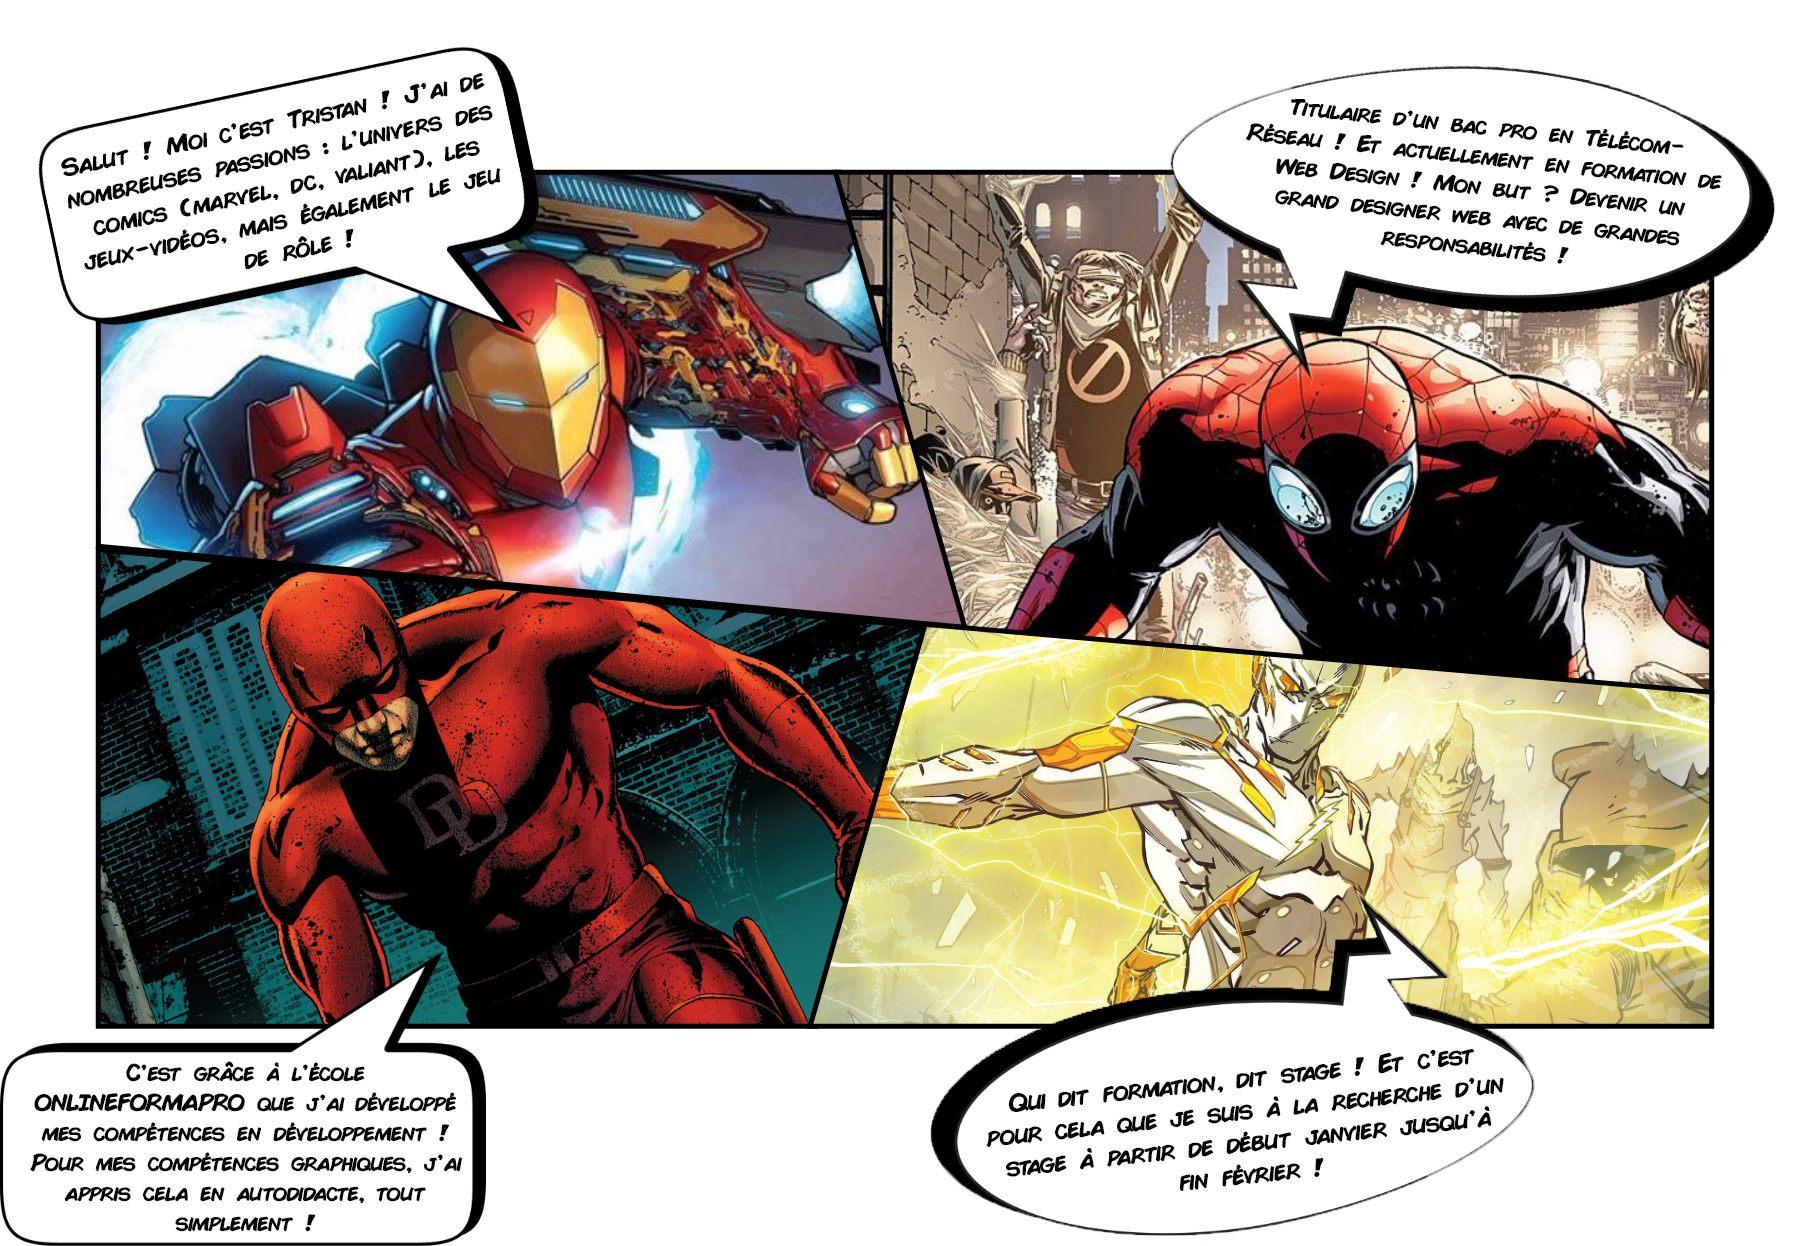 Salut ! Moi c'est Tristan ! J'ai de
nombreuses passions : l'univers des
comics (marvel, dc, valiant), les
jeux-vidéos, mais également le jeu
de rôle !
Titulaire d'un bac pro en Télécom-
Réseau ! Et actuellement en formation de
Web Design ! Mon but ? Devenir un
grand designer web avec de grandes
responsabilités !
DD
C'est grâce à l'école
ONLINEFORMAPRO que j'ai développé
mes compétences en développement !
Pour mes compétences graphiques, j'ai
appris cela en autodidacte, tout
simplement !
Qui dit formation, dit stage ! Et c'est
pour cela que je suis à la recherche d'un
stage à partir de début janvier jusqu'à
fin février !